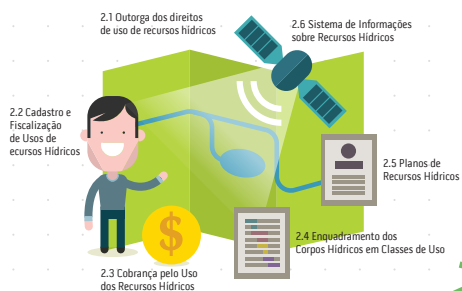 2.1 Outorga dos direitos
de uso de recursos hídricos
2.6 Sistema de Informações
sobre Recursos Hídricos
2.2 Cadastro e
Fiscalização
de Usos de
ecursos Hídricos
2.5 Planos de
Recursos Hídricos
2.4 Enquadramento dos
Corpos Hídricos em Classes de Uso
2.3 Cobrança pelo Uso
dos Recursos Hídricos
$